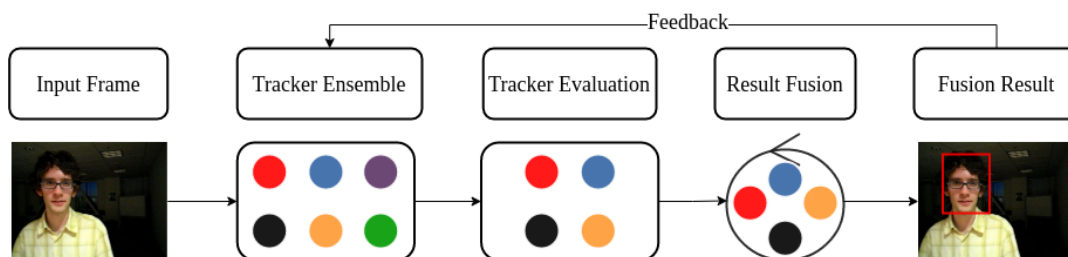 Feedback
Input Frame
Tracker Ensemble
Tracker Evaluation
Result Fusion
Fusion Result